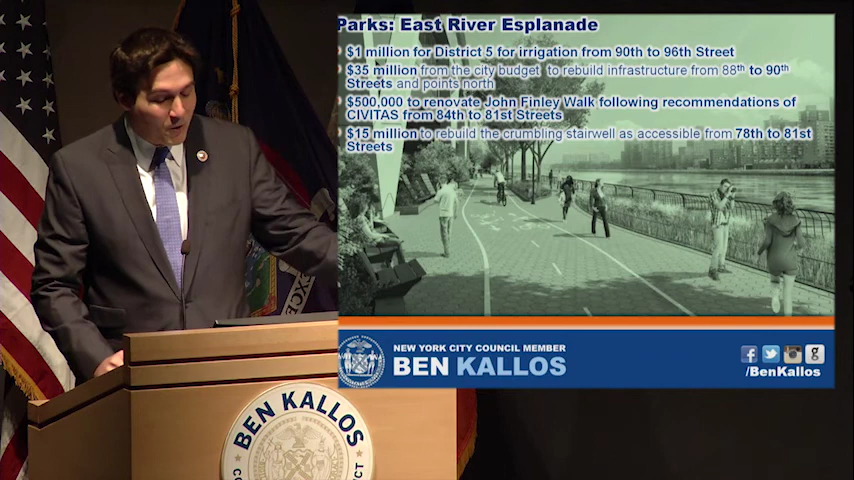 Parks: East River Esplanade
$1 million for District 5 for irrigation from 90th to 96th Street
$35 million from the city budget to rebuild infrastructure from 88th to 90th
Streets and points north
$500,000 to renovate John Finley Walk following recommendations of
CIVITAS from 84th to 81st Streets
$15 million to rebuild the crumbling stairwell as accessible from 78th to 81st
Streets
NEW YORK CITY COUNCIL MEMBER
BEN KALLOS
/BenKallos
BEN KALLOS
EXCE